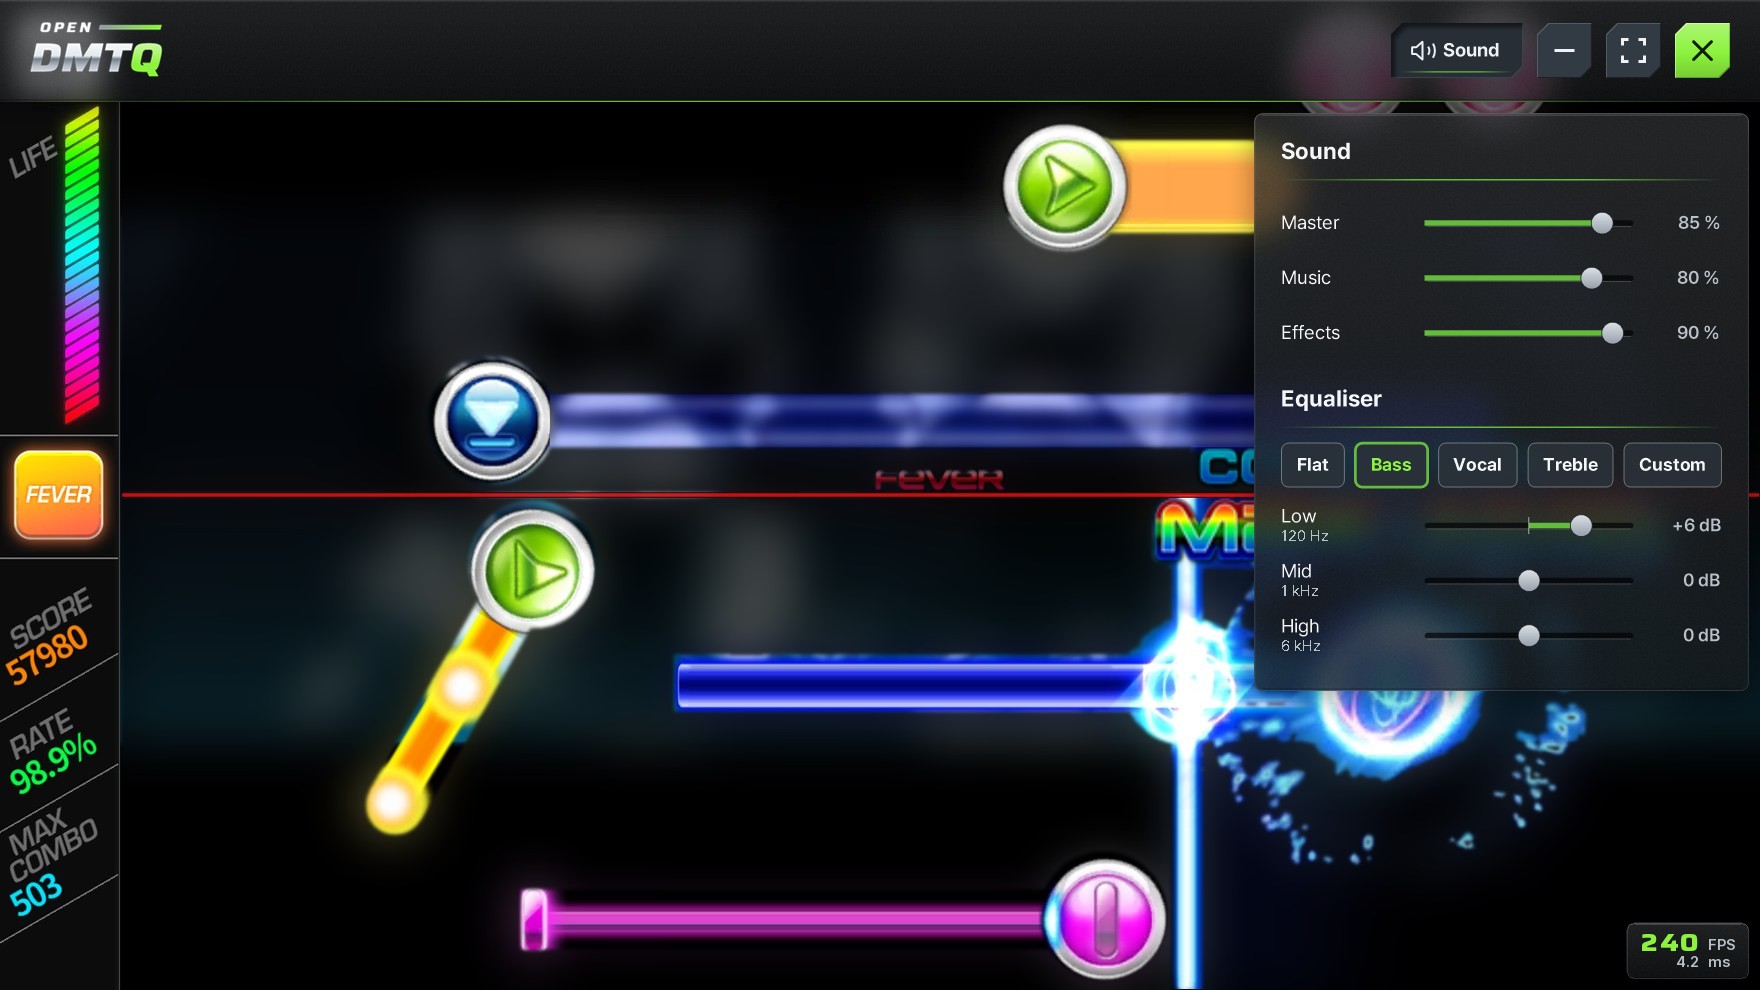 OPEN
DMTQ
Sound
LIFE
FEVER
SCORE
57980
RATE
98.9%
MAX
COMBO
503
FEVER
Sound
Master 85 %
Music 80 %
Effects 90 %
Equaliser
Flat Bass Vocal Treble Custom
Low +6 dB
120 Hz
Mid 0 dB
1 kHz
High 0 dB
6 kHz
240 FPS
4.2 ms